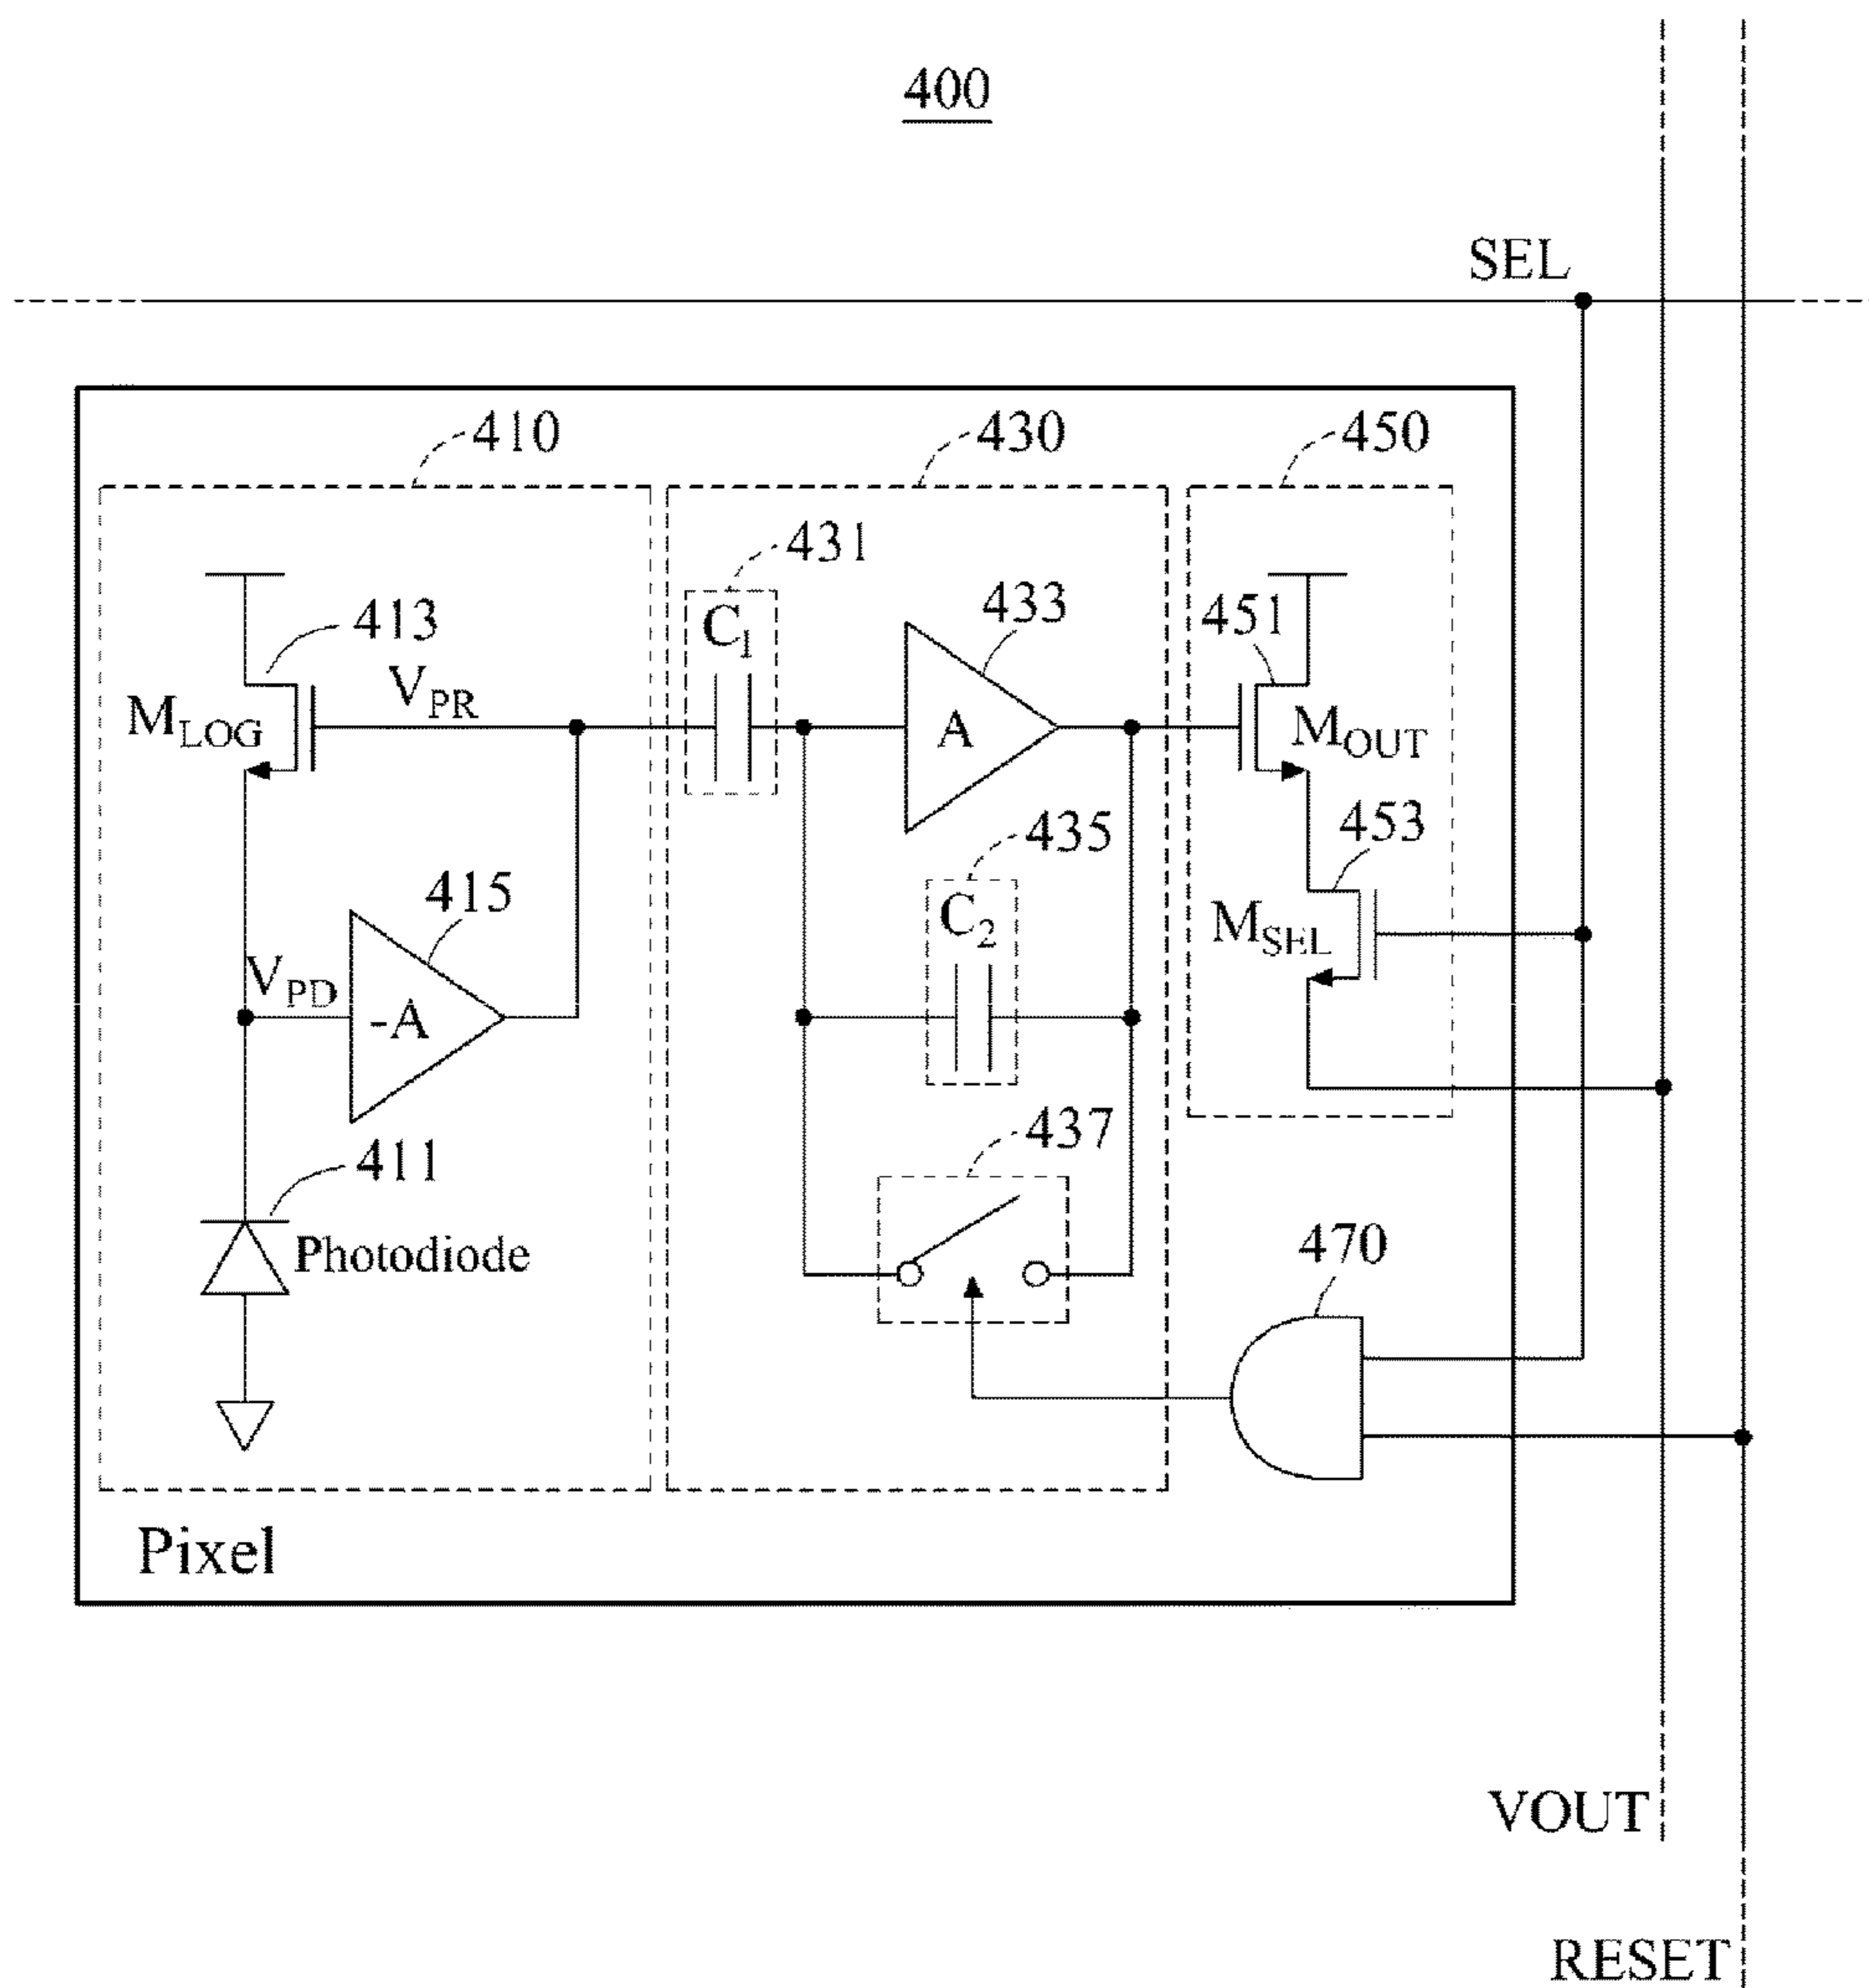 400
SEL
410
430
450
431
413
C1
433
451
MLOG
VPR
A
MOUT
435
453
415
C2
MSEL
VPD
-A
437
411
Photodiode
470
Pixel
VOUT
RESET